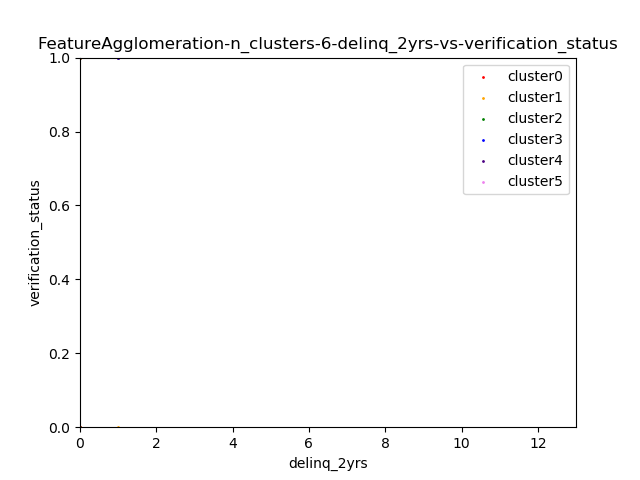 FeatureAgglomeration-n_clusters-6-delinq_2yrs-vs-verification_status
1.0
0.8
0.6
0.4
0.2
0.0
verification_status
cluster0
cluster1
cluster2
cluster3
cluster4
cluster5
0 2 4 6 8 10 12
delinq_2yrs